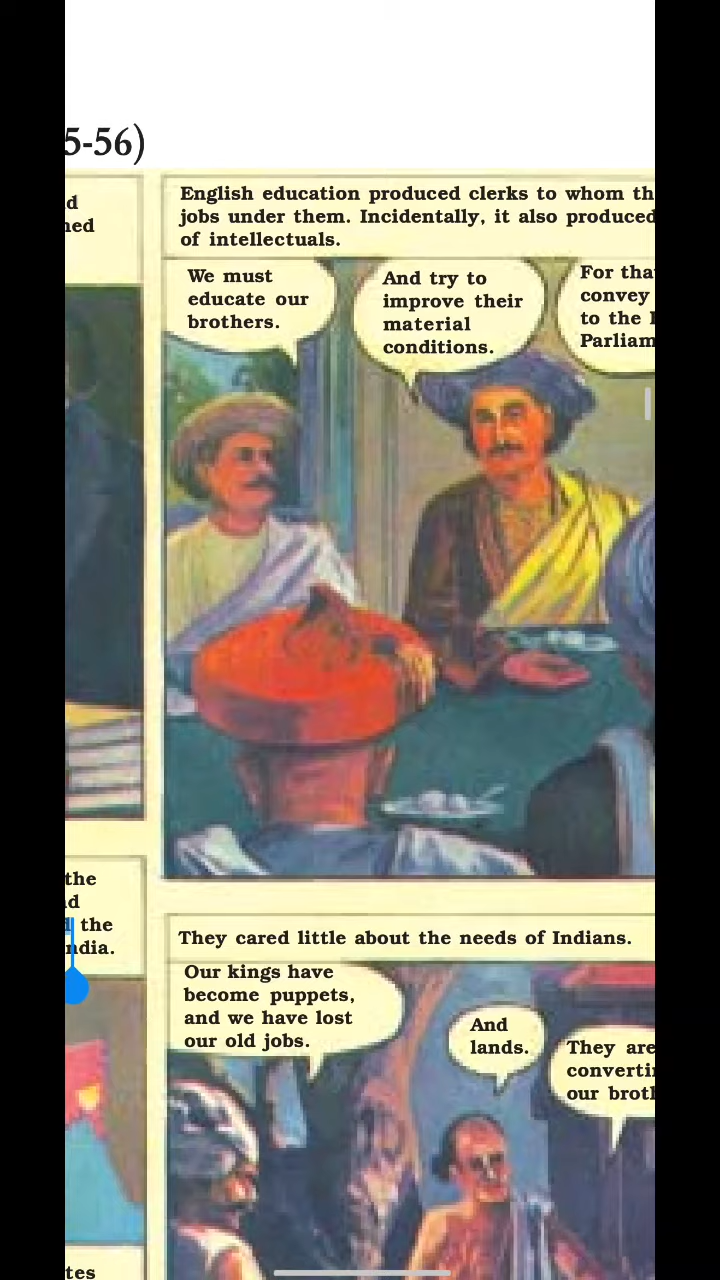 5-56)
d
ned
English education produced clerks to whom th
jobs under them. Incidentally, it also produced
of intellectuals.
We must
educate our
brothers.
And try to
improve their
material
conditions.
For tha
convey
to the
Parliam
the
d
the
ndia.
They cared little about the needs of Indians.
Our kings have
become puppets,
and we have lost
our old jobs.
And
lands.
They are
converti
our brot
tes